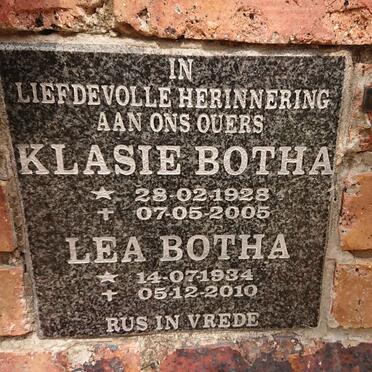 IN
LIEFDEVOLLE HERINNERING
AAN ONS OUERS
KLASIE BOTHA
★ 28-02-1928
✝ 07-05-2005
LEA BOTHA
★ 14-07-1934
✝ 05-12-2010
RUS IN VREDE